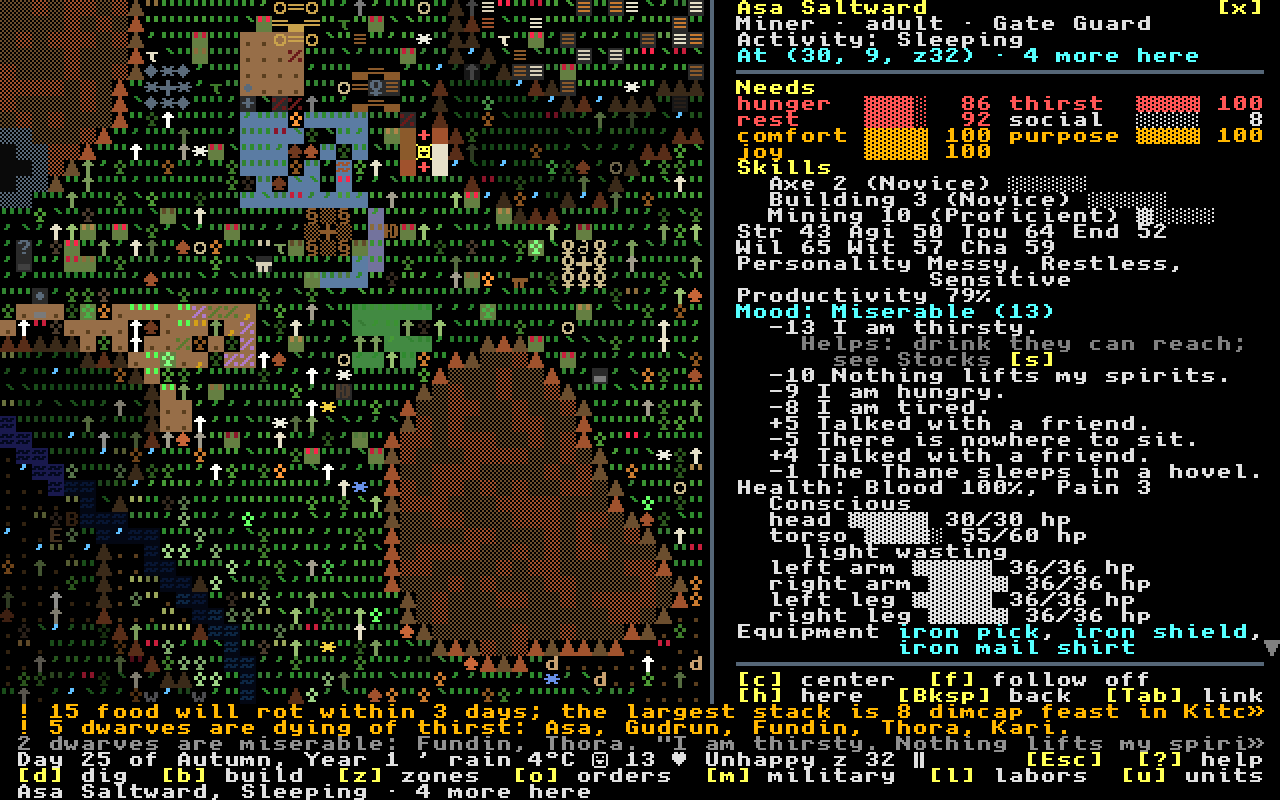 Asa Saltward [x]
Miner · adult · Gate Guard
Activity: Sleeping
At (30, 9, z32) · 4 more here
Needs
hunger 86 thirst 100
rest 92 social 8
comfort 100 purpose 100
joy 100
Skills
Axe 2 (Novice)
Building 3 (Novice)
Mining 10 (Proficient)
Str 43 Agi 50 Tou 64 End 52
Wil 65 Wit 57 Cha 59
Personality Messy, Restless,
Sensitive
Productivity 79%
Mood: Miserable (13)
-13 I am thirsty.
Helps: drink they can reach;
see Stocks [s]
-10 Nothing lifts my spirits.
-9 I am hungry.
-8 I am tired.
+5 Talked with a friend.
-5 There is nowhere to sit.
+4 Talked with a friend.
-1 The Thane sleeps in a hovel.
Health: Blood 100%, Pain 3
Conscious
head 30/30 hp
torso 55/60 hp
light wasting
left arm 36/36 hp
right arm 36/36 hp
left leg 36/36 hp
right leg 36/36 hp
Equipment iron pick, iron shield,
iron mail shirt
[c] center [f] follow off
[h] here [Bksp] back [Tab] link
! 15 food will rot within 3 days; the largest stack is 8 dimcap feast in Kitc»
! 5 dwarves are dying of thirst: Asa, Gudrun, Fundin, Thora, Kari.
2 dwarves are miserable: Fundin, Thora. "I am thirsty. Nothing lifts my spiri»
Day 25 of Autumn, Year 1 ' rain 4°C ☺ 13 ♥ Unhappy z 32 ‖ [Esc] [?] help
[d] dig [b] build [z] zones [o] orders [m] military [l] labors [u] units
Asa Saltward, Sleeping · 4 more here